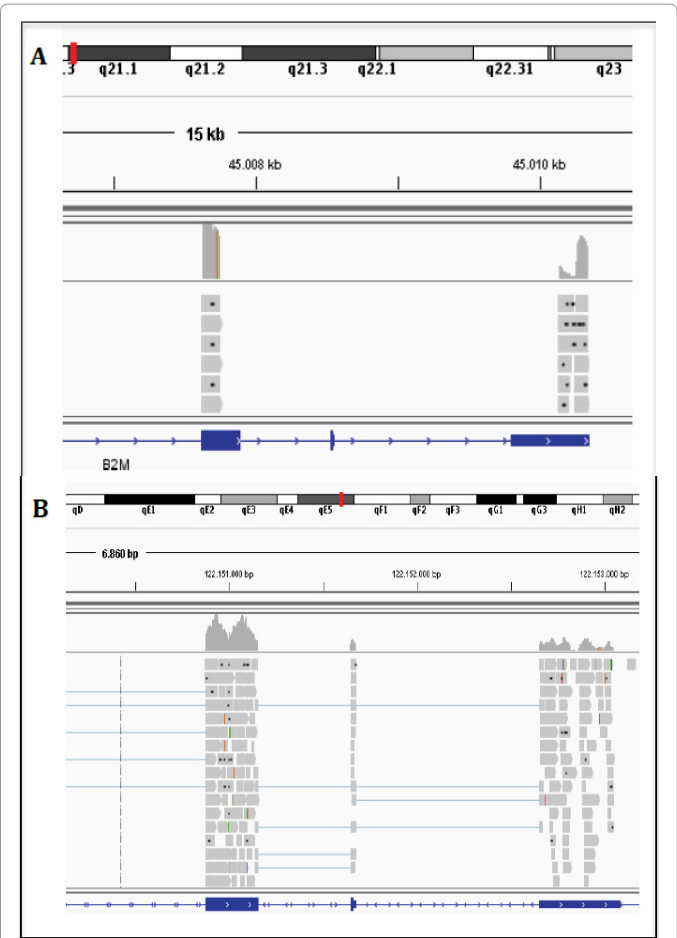 A
.3 q21.1 q21.2 q21.3 q22.1 q22.31 q23
15 kb
45.008 kb 45.010 kb
B2M
B
qD qE1 qE2 qE3 qE4 qE5 qF1 qF2 qF3 qG1 qG3 qH1 qH2
6.860 bp
122.151.000 bp 122.152.000 bp 122.153.000 bp